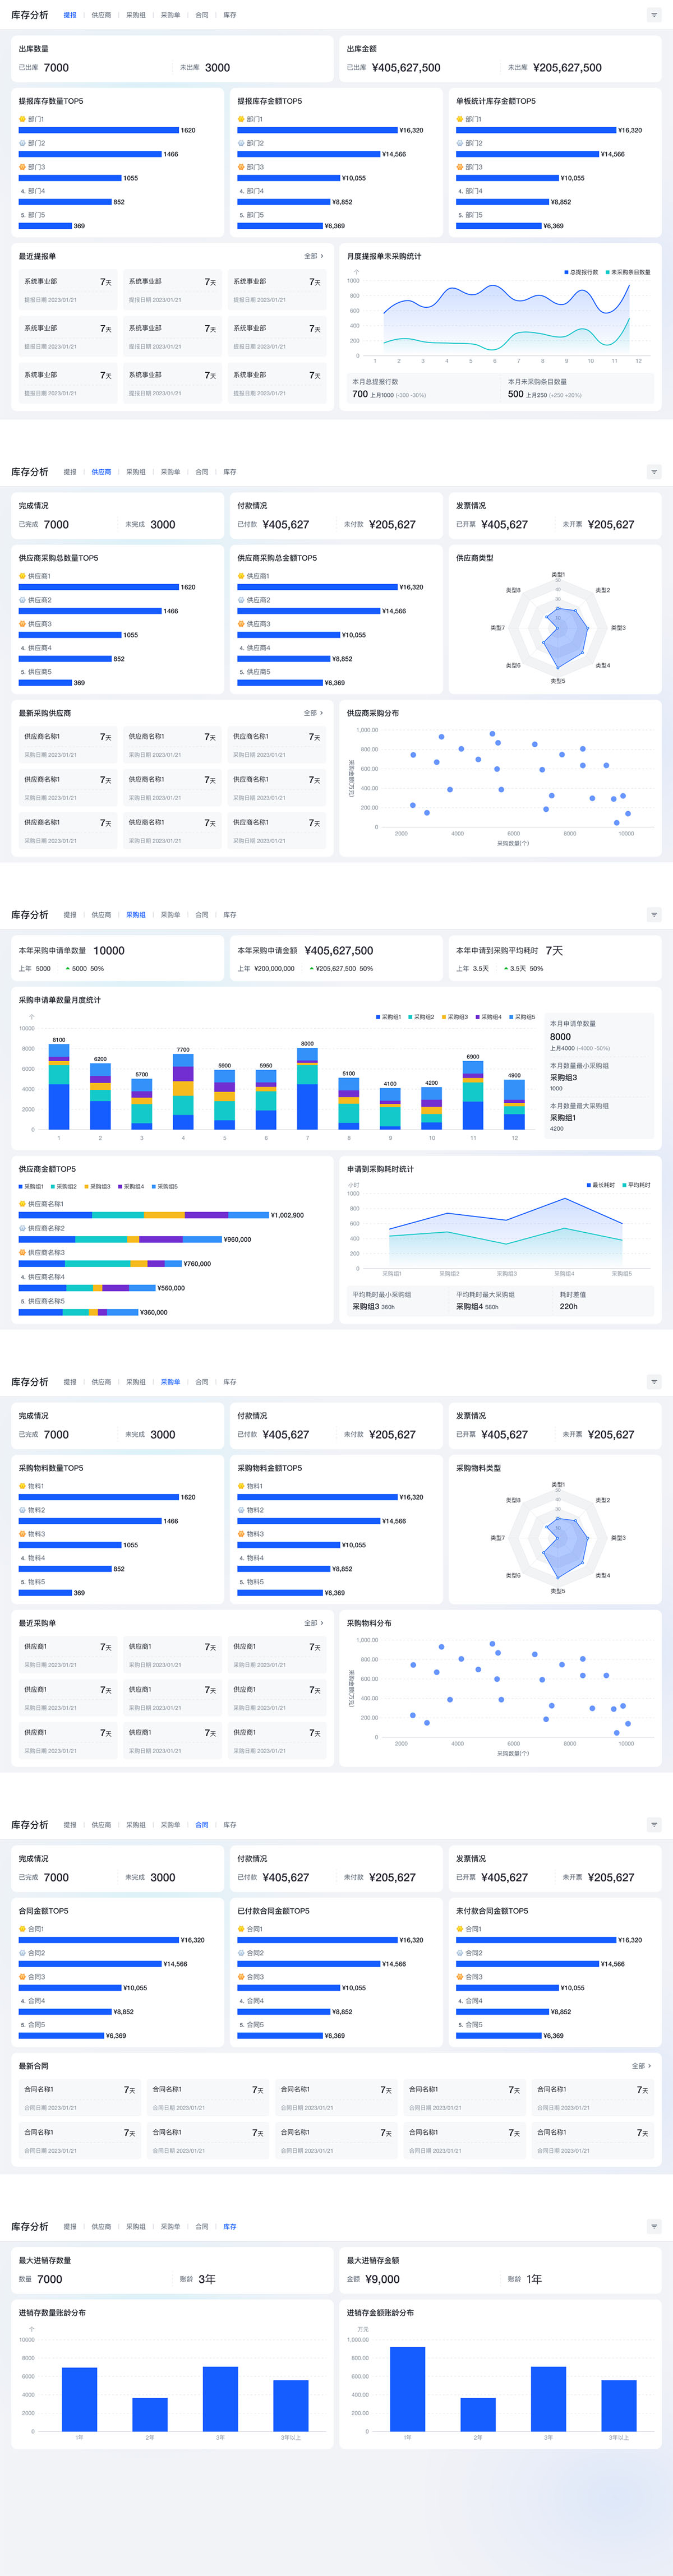 库存分析 提报 供应商 采购组 采购单 合同 库存
出库数量
已出库 7000 未出库 3000
出库金额
已出库 ¥405,627,500 未出库 ¥205,627,500
提报库存数量TOP5
部门1
1620
部门2
1466
部门3
1055
4. 部门4
852
5. 部门5
369
提报库存金额TOP5
部门1
¥16,320
部门2
¥14,566
部门3
¥10,055
4. 部门4
¥8,852
5. 部门5
¥6,369
单板统计库存金额TOP5
部门1
¥16,320
部门2
¥14,566
部门3
¥10,055
4. 部门4
¥8,852
5. 部门5
¥6,369
最近提报单 全部
系统事业部 7天 系统事业部 7天 系统事业部 7天
提报日期 2023/01/21 提报日期 2023/01/21 提报日期 2023/01/21
系统事业部 7天 系统事业部 7天 系统事业部 7天
提报日期 2023/01/21 提报日期 2023/01/21 提报日期 2023/01/21
系统事业部 7天 系统事业部 7天 系统事业部 7天
提报日期 2023/01/21 提报日期 2023/01/21 提报日期 2023/01/21
月度提报单未采购统计
个 总提报行数 未采购条目数量
1000
800
600
400
200
0
1 2 3 4 5 6 7 8 9 10 11 12
本月总提报行数 本月未采购条目数量
700 上月1000 (-300 -30%) 500 上月250 (+250 +20%)
库存分析 提报 供应商 采购组 采购单 合同 库存
完成情况
已完成 7000 未完成 3000
付款情况
已付款 ¥405,627 未付款 ¥205,627
发票情况
已开票 ¥405,627 未开票 ¥205,627
供应商采购总数量TOP5
供应商1
1620
供应商2
1466
供应商3
1055
4. 供应商4
852
5. 供应商5
369
供应商采购总金额TOP5
供应商1
¥16,320
供应商2
¥14,566
供应商3
¥10,055
4. 供应商4
¥8,852
5. 供应商5
¥6,369
供应商类型
类型1
类型8 类型2
40
30
类型7 类型3
类型6 类型4
类型5
最新采购供应商 全部
供应商名称1 7天 供应商名称1 7天 供应商名称1 7天
采购日期 2023/01/21 采购日期 2023/01/21 采购日期 2023/01/21
供应商名称1 7天 供应商名称1 7天 供应商名称1 7天
采购日期 2023/01/21 采购日期 2023/01/21 采购日期 2023/01/21
供应商名称1 7天 供应商名称1 7天 供应商名称1 7天
采购日期 2023/01/21 采购日期 2023/01/21 采购日期 2023/01/21
供应商采购分布
1,000.00
800.00
600.00
400.00
200.00
0
采购金额(万元)
2000 4000 6000 8000 10000
采购数量(个)
库存分析 提报 供应商 采购组 采购单 合同 库存
本年采购申请单数量 10000
上年 5000 5000 50%
本年采购申请金额 ¥405,627,500
上年 ¥200,000,000 ¥205,627,500 50%
本年申请到采购平均耗时 7天
上年 3.5天 3.5天 50%
采购申请单数量月度统计
个 采购组1 采购组2 采购组3 采购组4 采购组5
10000
8000
6000
4000
2000
0
8100 6200 5700 7700 5900 5950 8000 5100 4100 4200 6900 4900
1 2 3 4 5 6 7 8 9 10 11 12
本月申请单数量
8000
上月4000 (-4000 -50%)
本月数量最小采购组
采购组3
1000
本月数量最大采购组
采购组1
4200
供应商金额TOP5
采购组1 采购组2 采购组3 采购组4 采购组5
供应商名称1
¥1,002,900
供应商名称2
¥960,000
供应商名称3
¥760,000
4. 供应商名称4
¥560,000
5. 供应商名称5
¥360,000
申请到采购耗时统计
小时 最长耗时 平均耗时
1000
800
600
400
200
0
采购组1 采购组2 采购组3 采购组4 采购组5
平均耗时最小采购组 平均耗时最大采购组 耗时差值
采购组3 360h 采购组4 580h 220h
库存分析 提报 供应商 采购组 采购单 合同 库存
完成情况
已完成 7000 未完成 3000
付款情况
已付款 ¥405,627 未付款 ¥205,627
发票情况
已开票 ¥405,627 未开票 ¥205,627
采购物料数量TOP5
物料1
1620
物料2
1466
物料3
1055
4. 物料4
852
5. 物料5
369
采购物料金额TOP5
物料1
¥16,320
物料2
¥14,566
物料3
¥10,055
4. 物料4
¥8,852
5. 物料5
¥6,369
采购物料类型
类型1
类型8 类型2
40
30
类型7 类型3
类型6 类型4
类型5
最近采购单 全部
供应商1 7天 供应商1 7天 供应商1 7天
采购日期 2023/01/21 采购日期 2023/01/21 采购日期 2023/01/21
供应商1 7天 供应商1 7天 供应商1 7天
采购日期 2023/01/21 采购日期 2023/01/21 采购日期 2023/01/21
供应商1 7天 供应商1 7天 供应商1 7天
采购日期 2023/01/21 采购日期 2023/01/21 采购日期 2023/01/21
采购物料分布
1,000.00
800.00
600.00
400.00
200.00
0
采购金额(万元)
2000 4000 6000 8000 10000
采购数量(个)
库存分析 提报 供应商 采购组 采购单 合同 库存
完成情况
已完成 7000 未完成 3000
付款情况
已付款 ¥405,627 未付款 ¥205,627
发票情况
已开票 ¥405,627 未开票 ¥205,627
合同金额TOP5
合同1
¥16,320
合同2
¥14,566
合同3
¥10,055
4. 合同4
¥8,852
5. 合同5
¥6,369
已付款合同金额TOP5
合同1
¥16,320
合同2
¥14,566
合同3
¥10,055
4. 合同4
¥8,852
5. 合同5
¥6,369
未付款合同金额TOP5
合同1
¥16,320
合同2
¥14,566
合同3
¥10,055
4. 合同4
¥8,852
5. 合同5
¥6,369
最新合同 全部
合同名称1 7天 合同名称1 7天 合同名称1 7天 合同名称1 7天 合同名称1 7天
合同日期 2023/01/21 合同日期 2023/01/21 合同日期 2023/01/21 合同日期 2023/01/21 合同日期 2023/01/21
合同名称1 7天 合同名称1 7天 合同名称1 7天 合同名称1 7天 合同名称1 7天
合同日期 2023/01/21 合同日期 2023/01/21 合同日期 2023/01/21 合同日期 2023/01/21 合同日期 2023/01/21
库存分析 提报 供应商 采购组 采购单 合同 库存
最大进销存数量
数量 7000 账龄 3年
最大进销存金额
金额 ¥9,000 账龄 1年
进销存数量账龄分布
个
10000
8000
6000
4000
2000
0
1年 2年 3年 3年以上
进销存金额账龄分布
万元
1,000.00
800.00
600.00
400.00
200.00
0
1年 2年 3年 3年以上